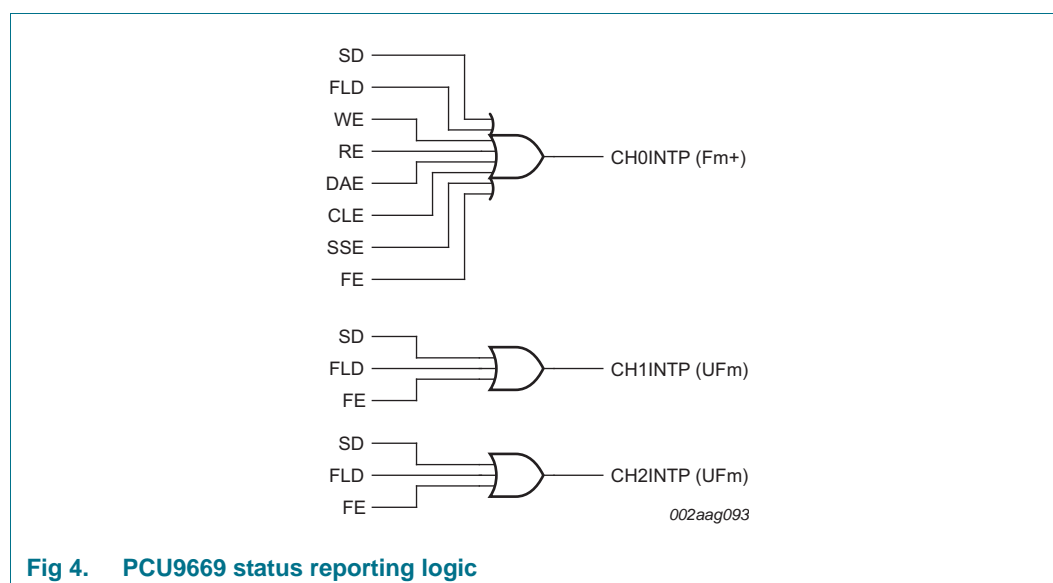 SD
FLD
WE
RE
CH0INTP (Fm+)
DAE
CLE
SSE
FE
SD
FLD
CH1INTP (UFm)
FE
SD
FLD
CH2INTP (UFm)
FE
002aag093
Fig 4. PCU9669 status reporting logic